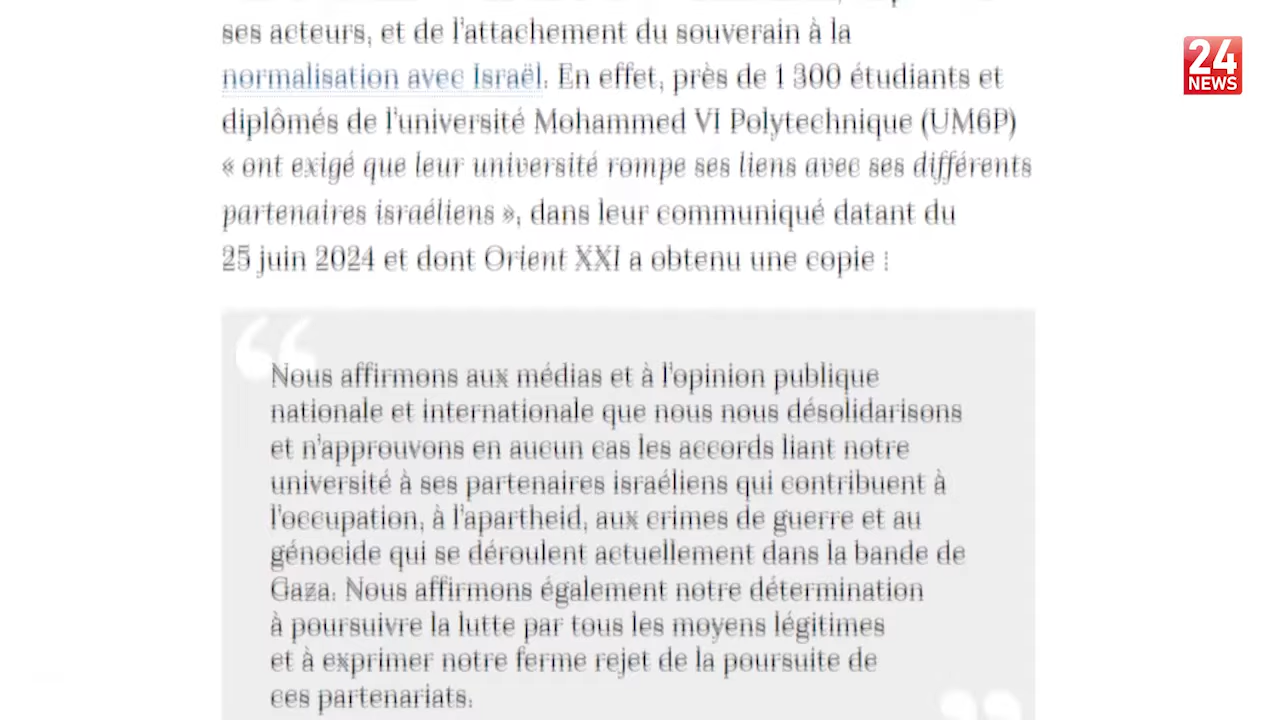 ses acteurs, et de l'attachement du souverain à la
normalisation avec Israël. En effet, près de 1 300 étudiants et
diplômés de l'université Mohammed VI Polytechnique (UM6P)
« ont exigé que leur université rompe ses liens avec ses différents
partenaires israéliens », dans leur communiqué datant du
25 juin 2024 et dont Orient XXI a obtenu une copie :
Nous affirmons aux médias et à l'opinion publique
nationale et internationale que nous nous désolidarisons
et n'approuvons en aucun cas les accords liant notre
université à ses partenaires israéliens qui contribuent à
l'occupation, à l'apartheid, aux crimes de guerre et au
génocide qui se déroulent actuellement dans la bande de
Gaza. Nous affirmons également notre détermination
à poursuivre la lutte par tous les moyens légitimes
et à exprimer notre ferme rejet de la poursuite de
ces partenariats.
24
NEWS